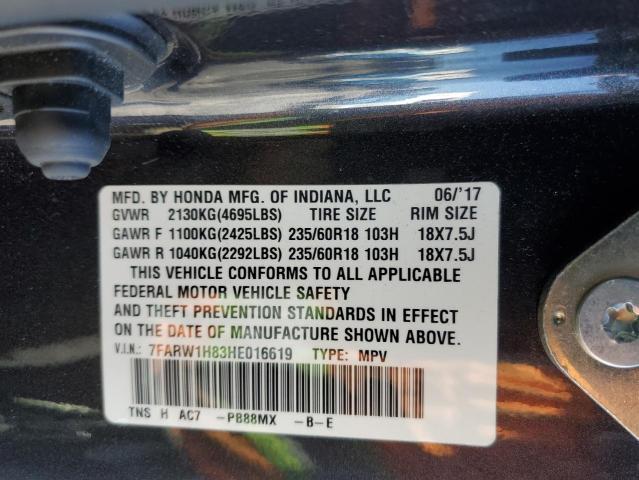 MFD. BY HONDA MFG. OF INDIANA, LLC 06/'17
GVWR 2130KG(4695LBS) TIRE SIZE RIM SIZE
GAWR F 1100KG(2425LBS) 235/60R18 103H 18X7.5J
GAWR R 1040KG(2292LBS) 235/60R18 103H 18X7.5J
THIS VEHICLE CONFORMS TO ALL APPLICABLE
FEDERAL MOTOR VEHICLE SAFETY
AND THEFT PREVENTION STANDARDS IN EFFECT
ON THE DATE OF MANUFACTURE SHOWN ABOVE.
V.I.N.: 7FARW1H83HE016619 TYPE: MPV
TNS H AC7 -PB88MX -B-E